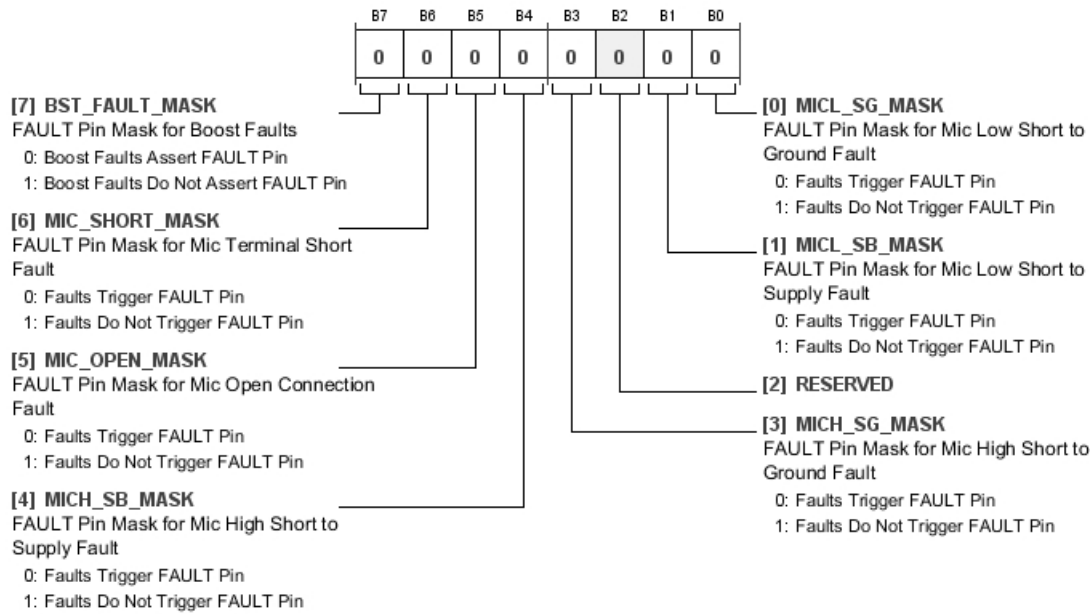 B7 B6 B5 B4 B3 B2 B1 B0
0 0 0 0 0 0 0 0
[7] BST_FAULT_MASK
FAULT Pin Mask for Boost Faults
0: Boost Faults Assert FAULT Pin
1: Boost Faults Do Not Assert FAULT Pin
[6] MIC_SHORT_MASK
FAULT Pin Mask for Mic Terminal Short
Fault
0: Faults Trigger FAULT Pin
1: Faults Do Not Trigger FAULT Pin
[5] MIC_OPEN_MASK
FAULT Pin Mask for Mic Open Connection
Fault
0: Faults Trigger FAULT Pin
1: Faults Do Not Trigger FAULT Pin
[4] MICH_SB_MASK
FAULT Pin Mask for Mic High Short to
Supply Fault
0: Faults Trigger FAULT Pin
1: Faults Do Not Trigger FAULT Pin
[0] MICL_SG_MASK
FAULT Pin Mask for Mic Low Short to
Ground Fault
0: Faults Trigger FAULT Pin
1: Faults Do Not Trigger FAULT Pin
[1] MICL_SB_MASK
FAULT Pin Mask for Mic Low Short to
Supply Fault
0: Faults Trigger FAULT Pin
1: Faults Do Not Trigger FAULT Pin
[2] RESERVED
[3] MICH_SG_MASK
FAULT Pin Mask for Mic High Short to
Ground Fault
0: Faults Trigger FAULT Pin
1: Faults Do Not Trigger FAULT Pin